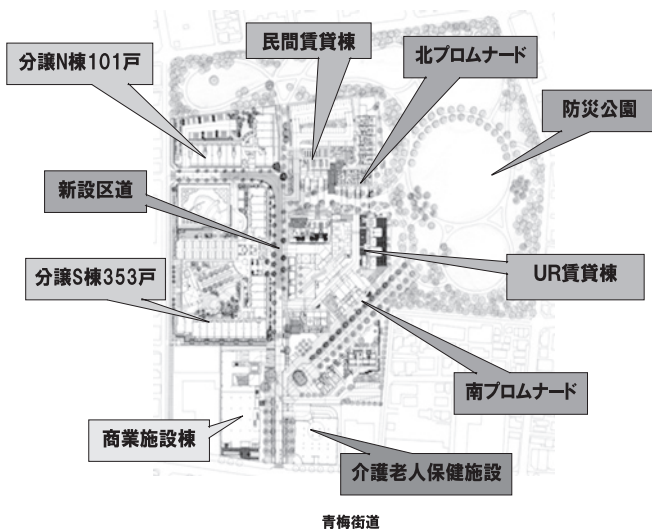 民間賃貸棟
分譲N棟101戸
北プロムナード
防災公園
新設区道
UR賃貸棟
分譲S棟353戸
南プロムナード
商業施設棟
介護老人保健施設
青梅街道